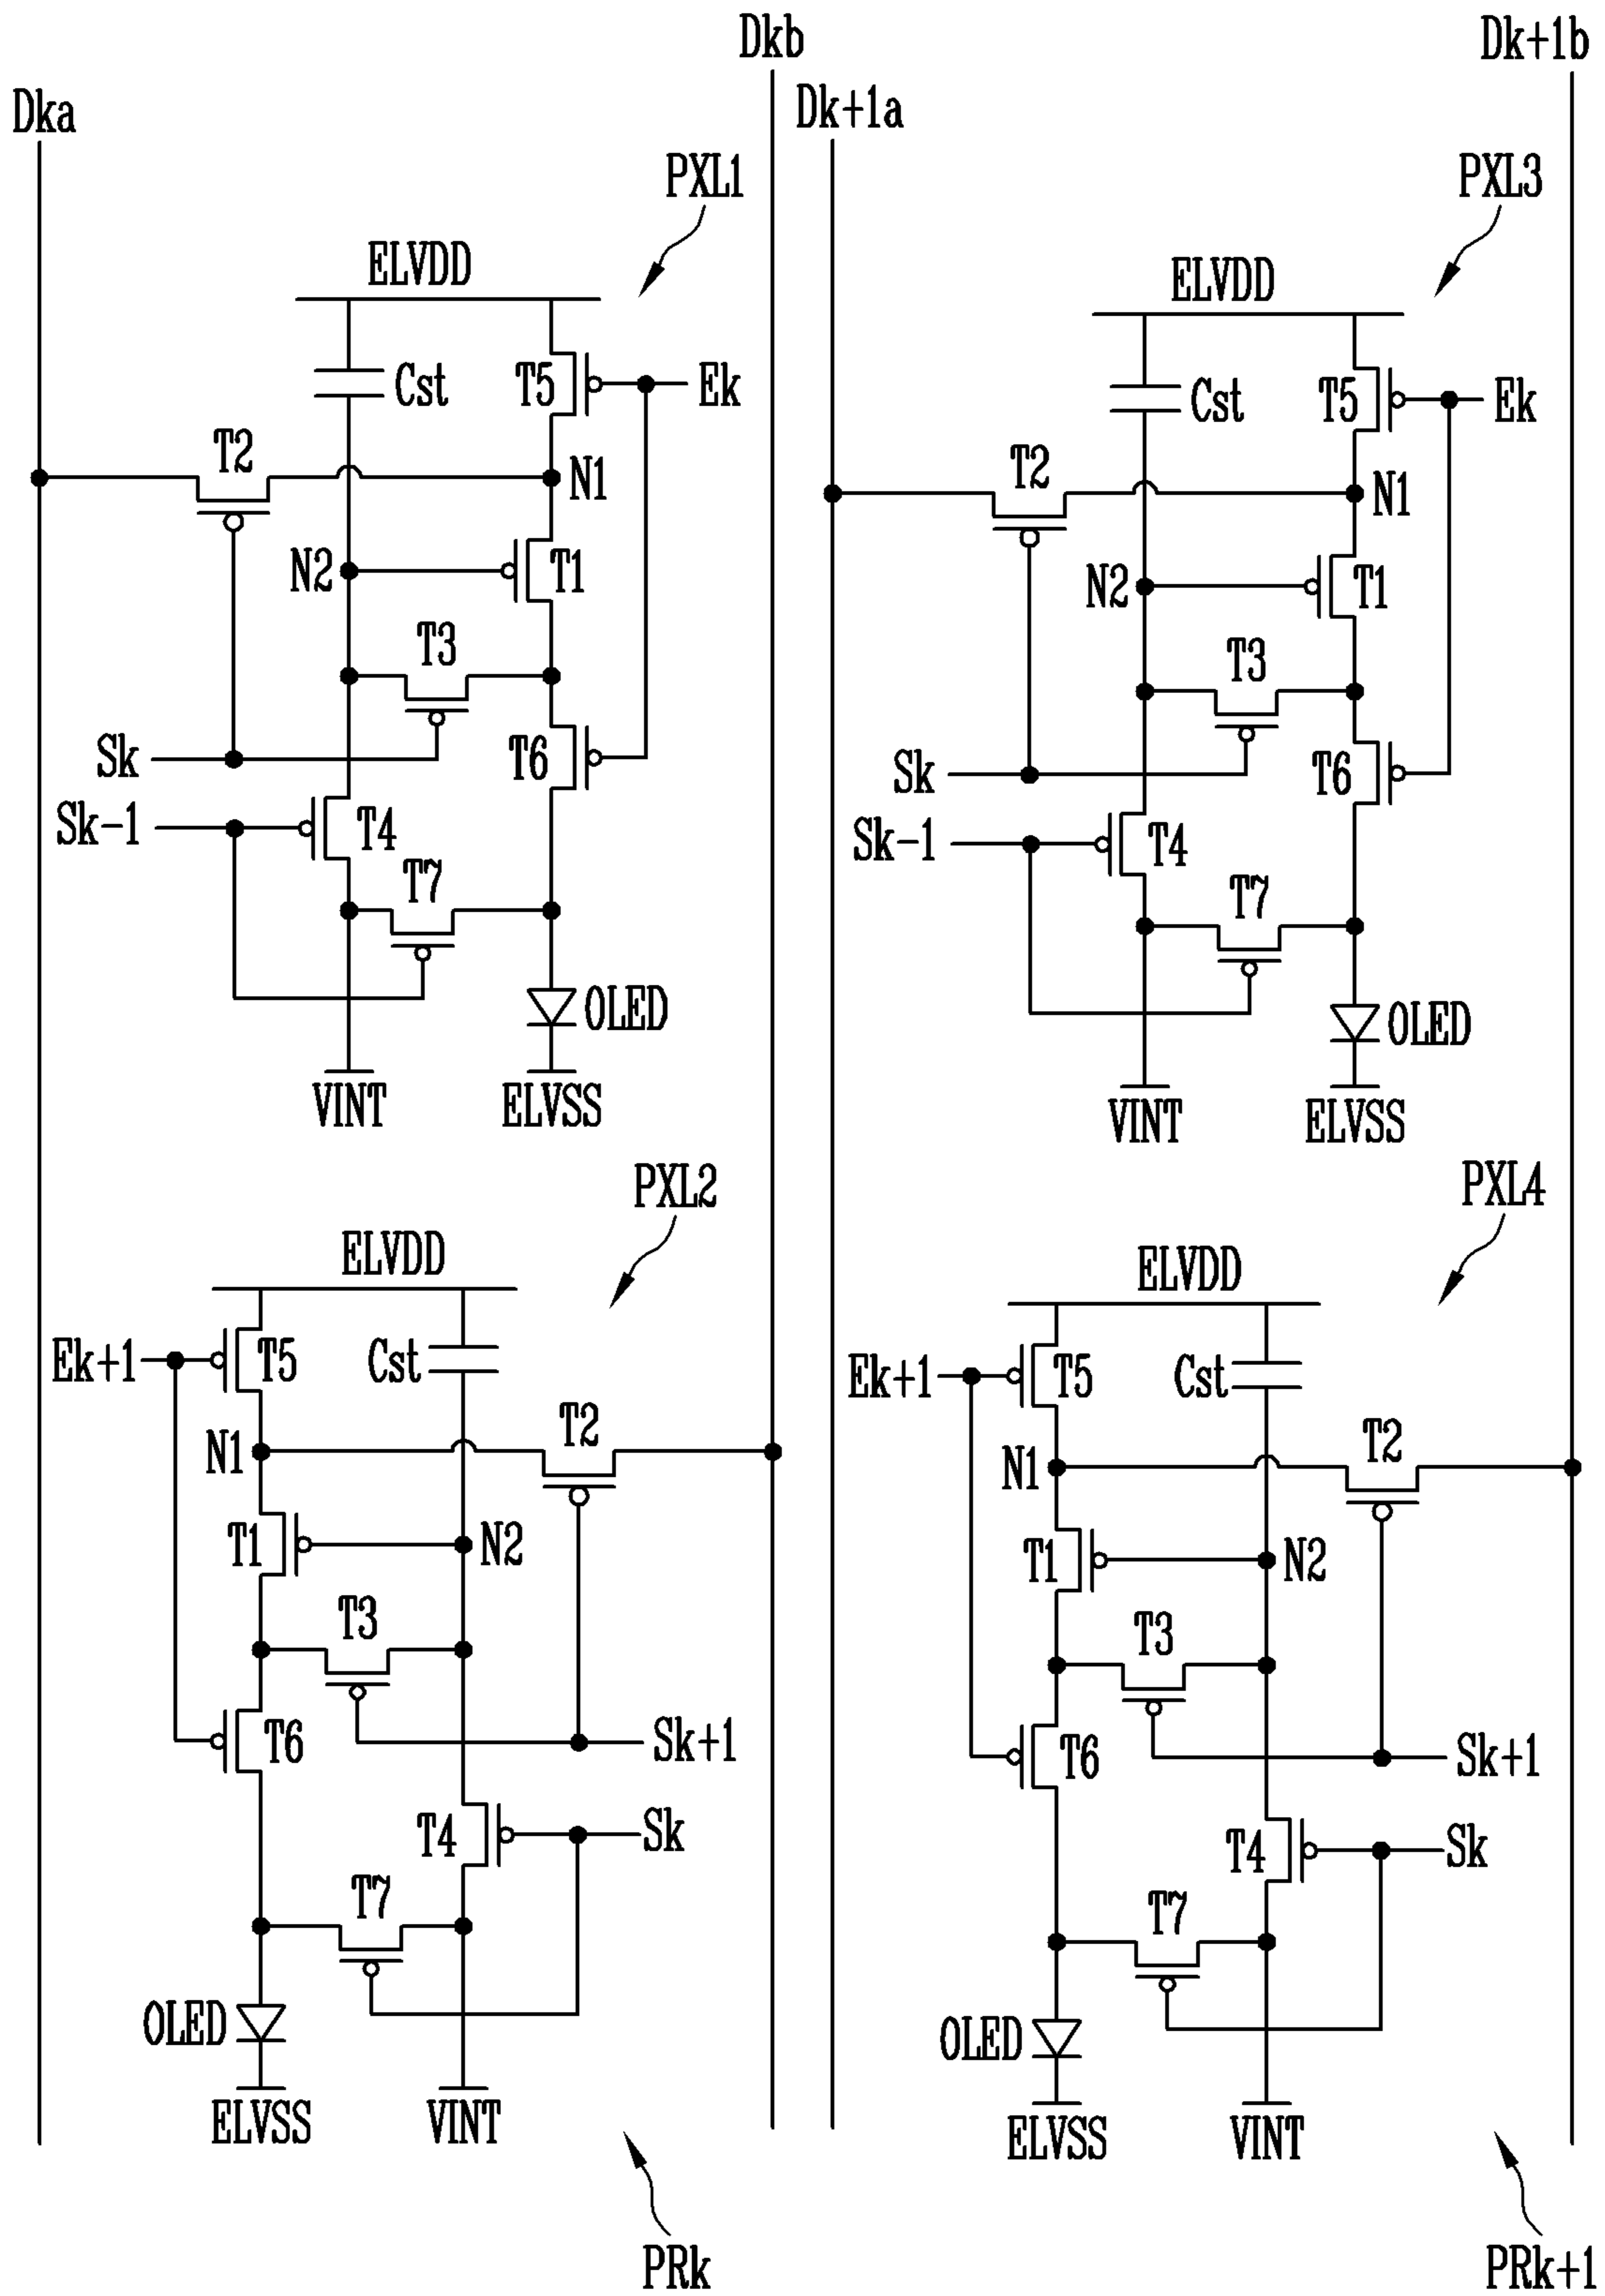 Dka
Dkb
Dk+1a
Dk+1b
PXL1
ELVDD
Cst
T5
Ek
T2
N1
N2
T1
T3
Sk
T6
Sk-1
T4
T7
OLED
VINT
ELVSS
PXL3
ELVDD
Cst
T5
Ek
T2
N1
N2
T1
T3
Sk
T6
Sk-1
T4
T7
OLED
VINT
ELVSS
PXL2
ELVDD
Ek+1
T5
Cst
T2
N1
T1
N2
T3
T6
Sk+1
T4
Sk
T7
OLED
ELVSS
VINT
PRk
PXL4
ELVDD
Ek+1
T5
Cst
T2
N1
T1
N2
T3
T6
Sk+1
T4
Sk
T7
OLED
ELVSS
VINT
PRk+1